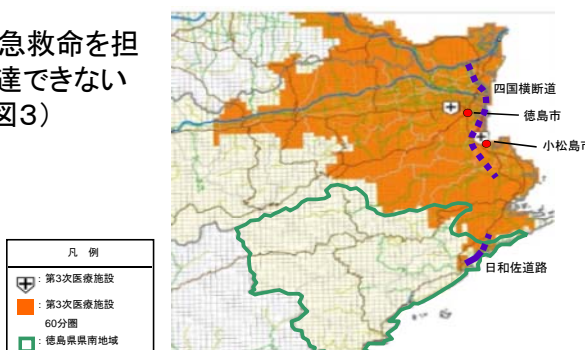 急救命を担
達できない
図3）
四国横断道
徳島市
小松島市
日和佐道路
凡 例
：第3次医療施設
：第3次医療施設
60分圏
：徳島県県南地域